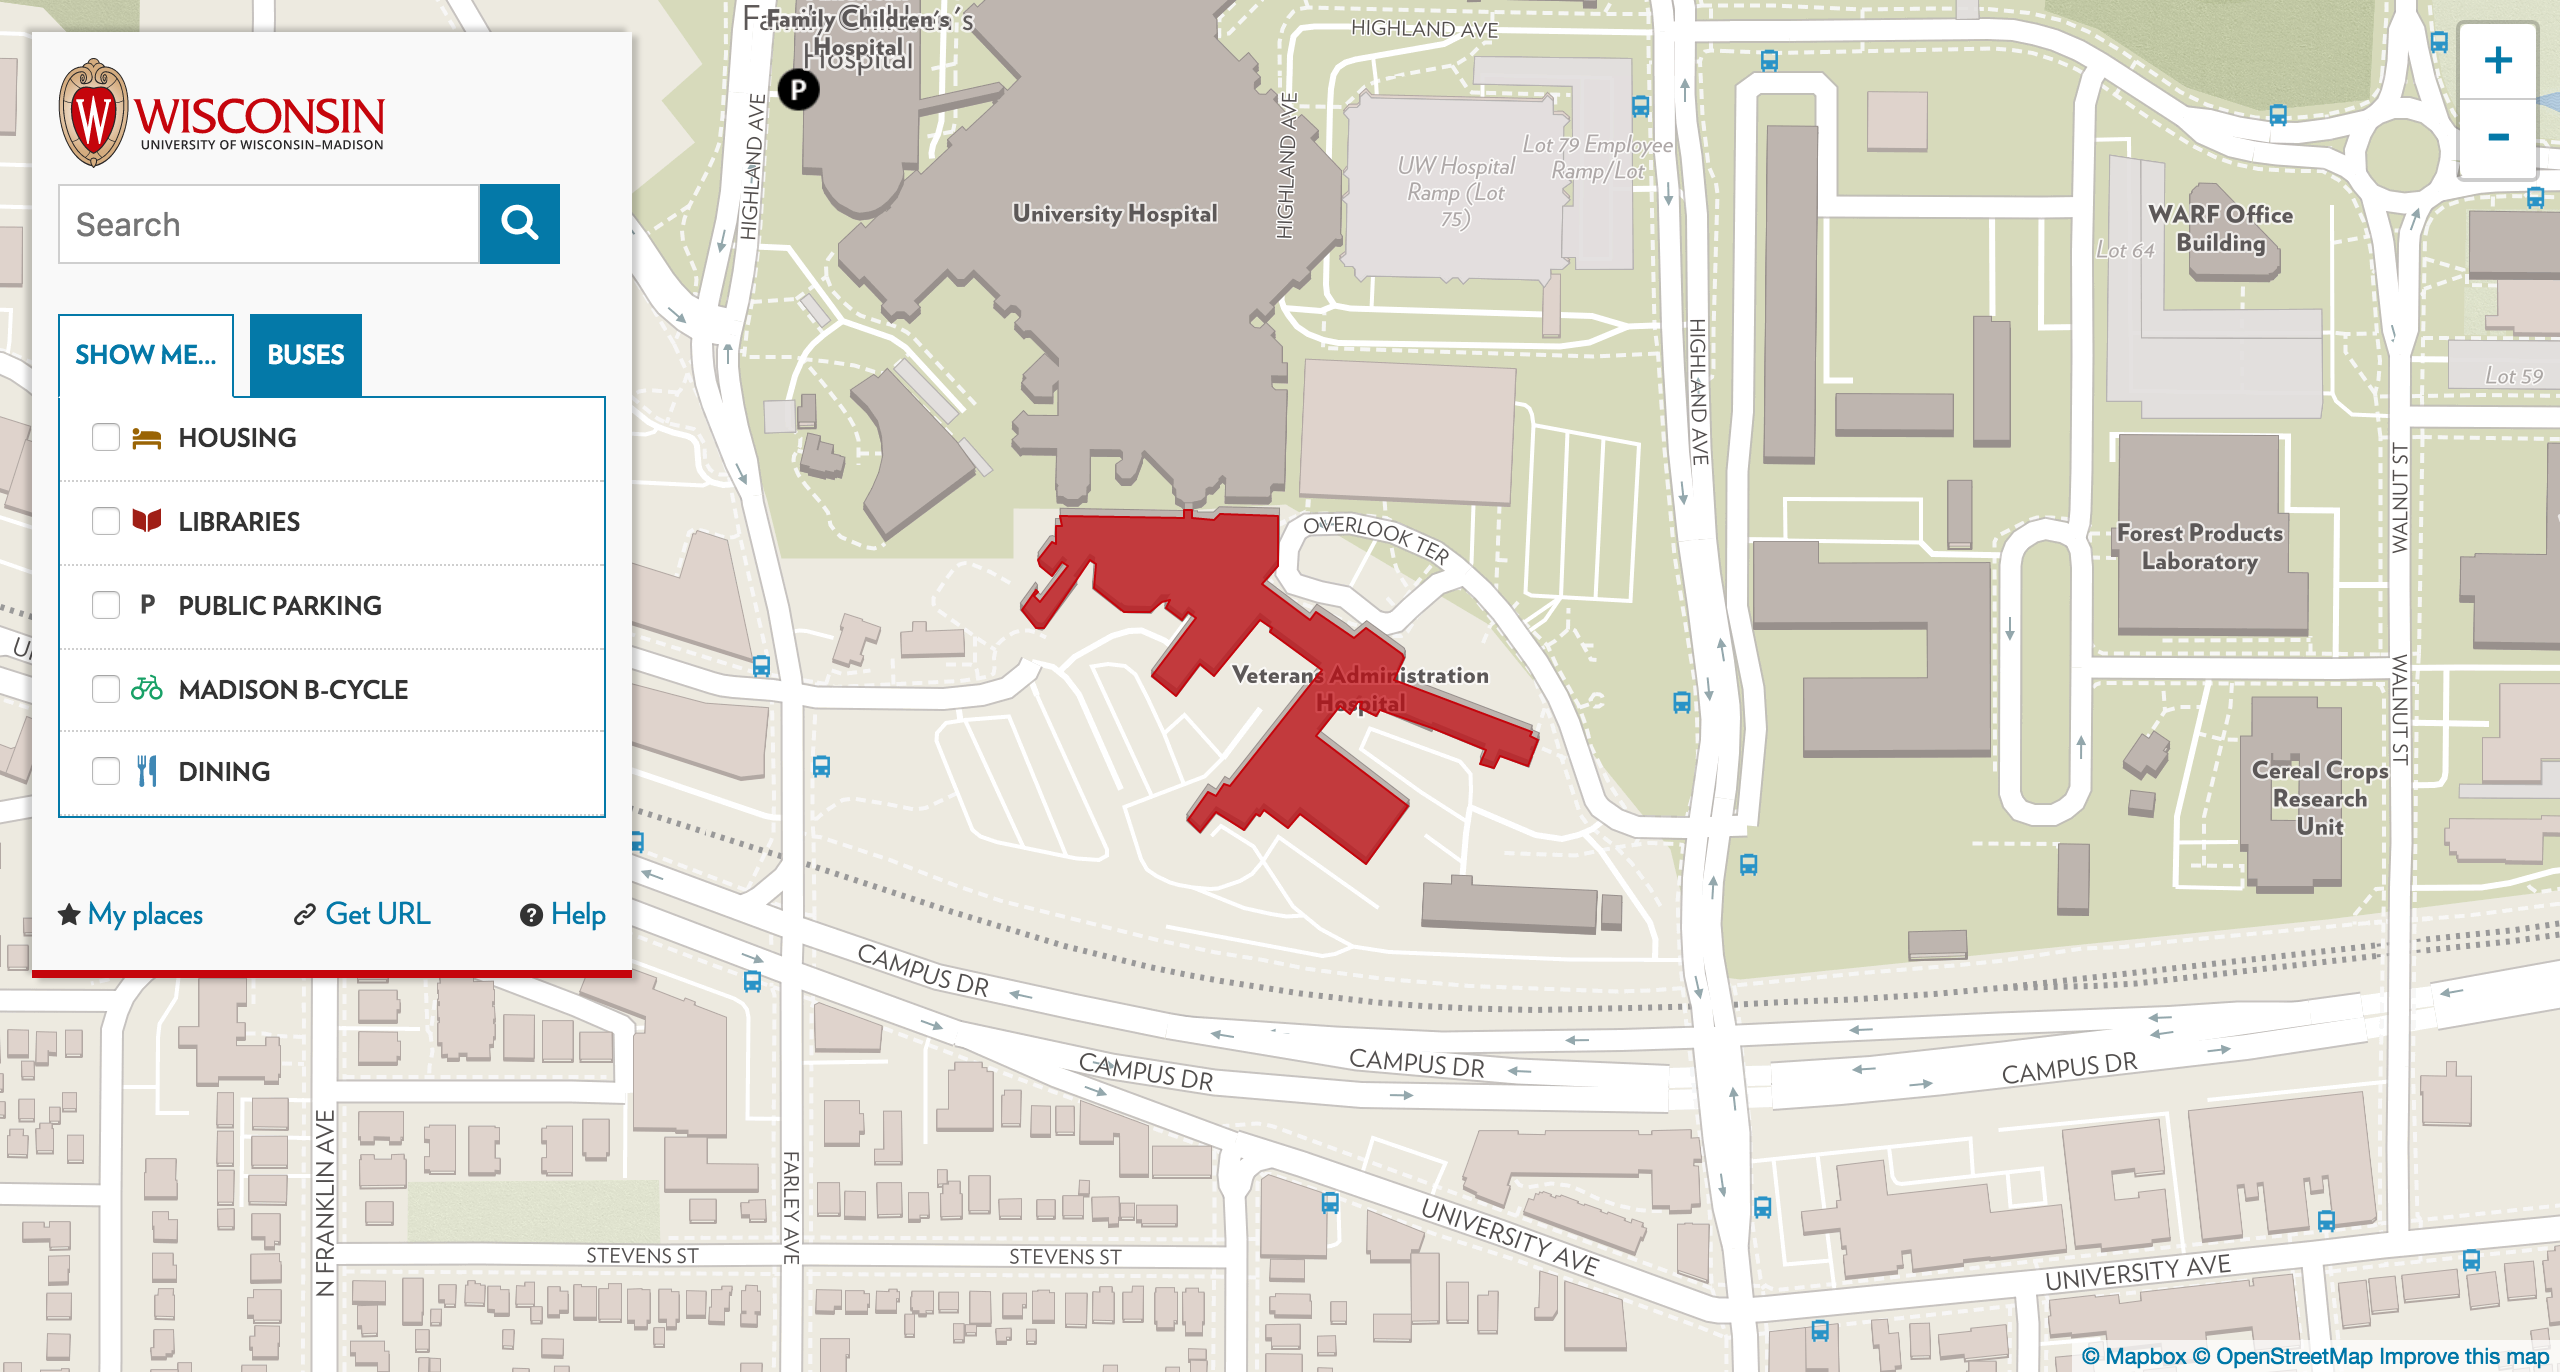 W
WISCONSIN
UNIVERSITY OF WISCONSIN–MADISON
Search
SHOW ME...
BUSES
HOUSING
LIBRARIES
P PUBLIC PARKING
MADISON B-CYCLE
DINING
My places
Get URL
? Help
Family Children's
Hospital
P
HIGHLAND AVE
HIGHLAND AVE
HIGHLAND AVE
University Hospital
UW Hospital
Ramp (Lot
75)
Lot 79 Employee
Ramp/Lot
+
-
WARF Office
Building
Lot 64
Lot 59
HIGHLAND AVE
OVERLOOK TER
WALNUT ST
Forest Products
Laboratory
Veterans Administration
Hospital
WALNUT ST
Cereal Crops
Research
Unit
CAMPUS DR
CAMPUS DR
CAMPUS DR
CAMPUS DR
N FRANKLIN AVE
FARLEY AVE
STEVENS ST
STEVENS ST
UNIVERSITY AVE
UNIVERSITY AVE
© Mapbox © OpenStreetMap Improve this map